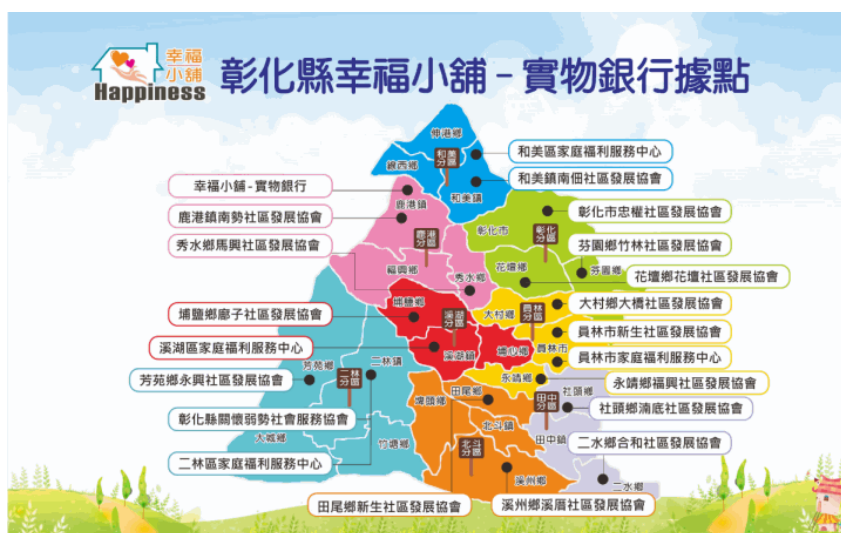 幸福
小舖
Happiness
彰化縣幸福小舖－實物銀行據點
幸福小舖-實物銀行
鹿港鎮南勢社區發展協會
秀水鄉馬興社區發展協會
埔鹽鄉廍子社區發展協會
溪湖區家庭福利服務中心
芳苑鄉永興社區發展協會
彰化縣關懷弱勢社會服務協會
二林區家庭福利服務中心
田尾鄉新生社區發展協會
和美區家庭福利服務中心
和美鎮南佃社區發展協會
彰化市忠權社區發展協會
芬園鄉竹林社區發展協會
花壇鄉花壇社區發展協會
大村鄉大橋社區發展協會
員林市新生社區發展協會
員林市家庭福利服務中心
永靖鄉福興社區發展協會
社頭鄉湳底社區發展協會
二水鄉合和社區發展協會
溪州鄉溪厝社區發展協會
伸港鄉
和美分區
線西鄉
和美鎮
鹿港鎮
彰化市
鹿港分區
彰化分區
福興鄉
秀水鄉
花壇鄉
芬園鄉
埔鹽鄉
溪湖分區
大村鄉
員林分區
溪湖鎮
埔心鄉
員林市
芳苑鄉
二林鎮
二林分區
永靖鄉
田尾鄉
社頭鄉
埤頭鄉
田中分區
北斗鎮
田中鎮
大城鄉
竹塘鄉
北斗分區
溪州鄉
二水鄉